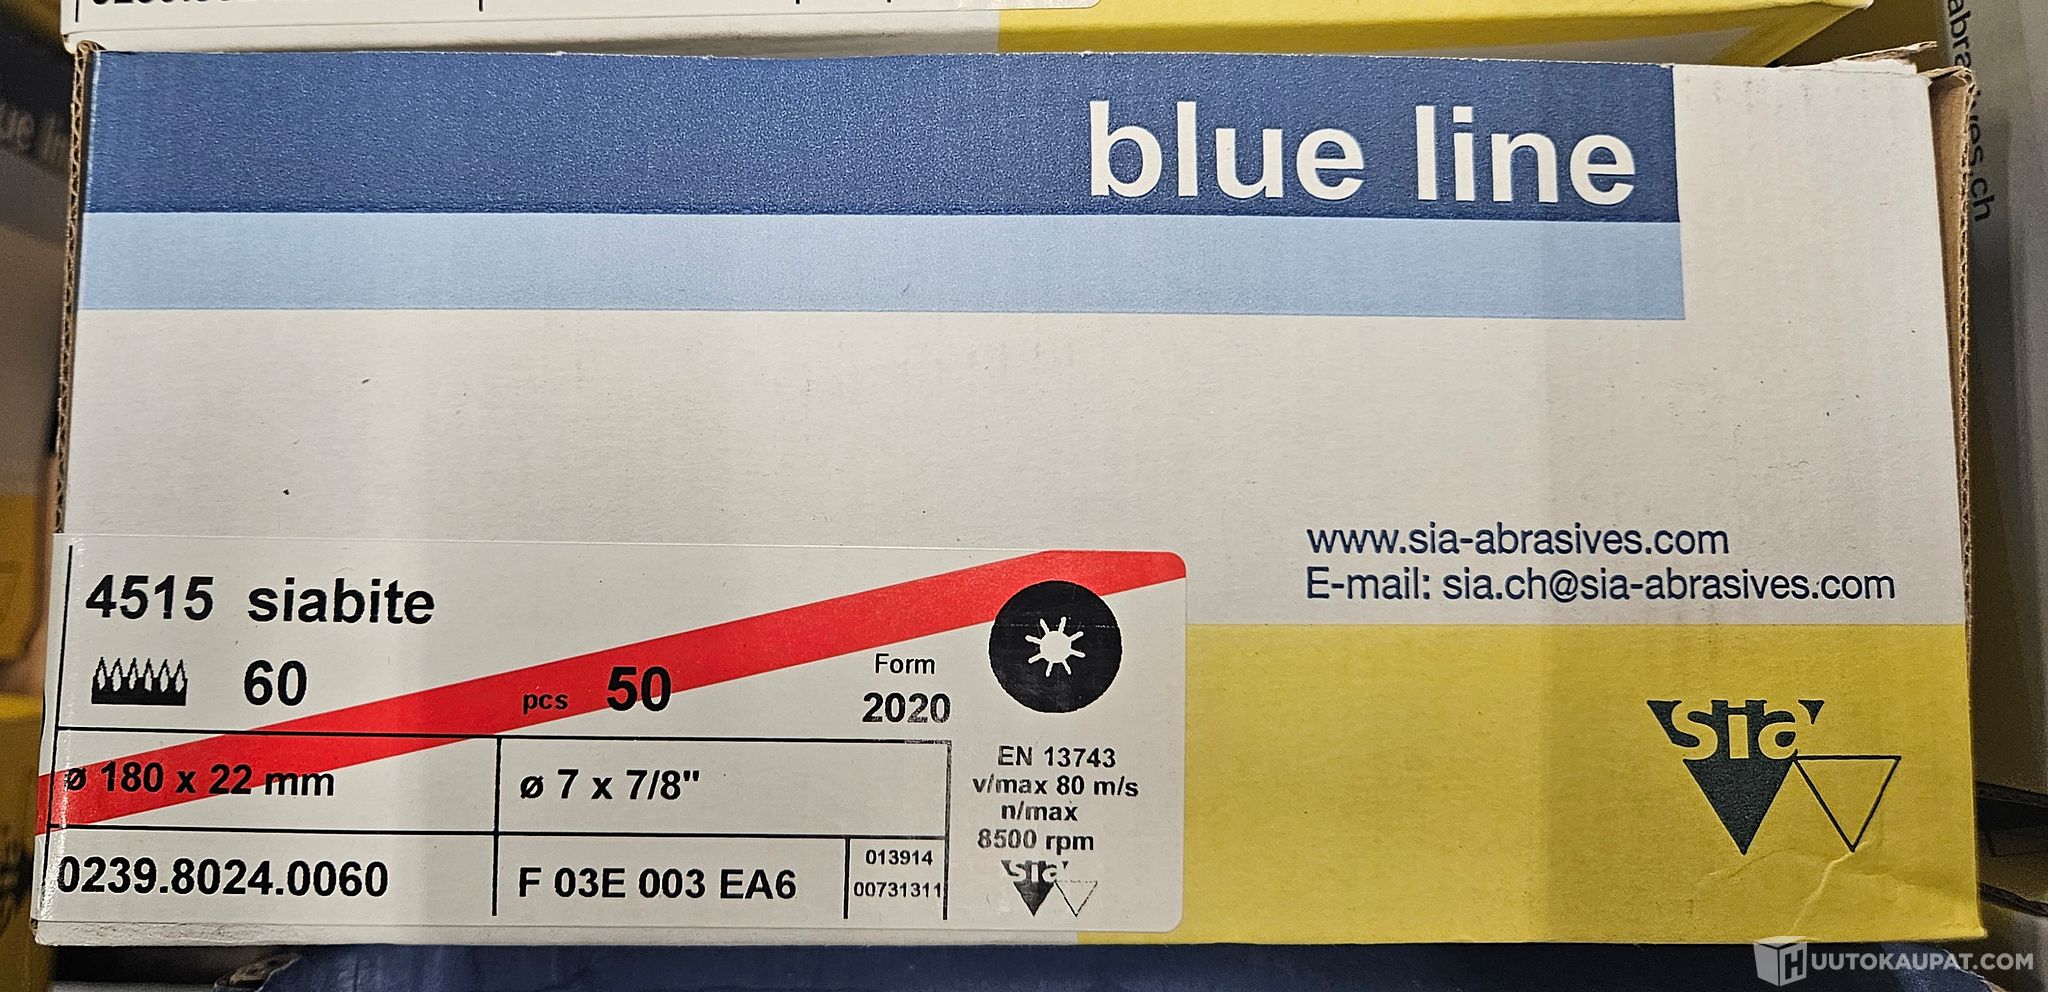 blue line
www.sia-abrasives.com
E-mail: sia.ch@sia-abrasives.com
4515 siabite
60
pcs 50
Form
2020
ø 180 x 22 mm
ø 7 x 7/8"
EN 13743
v/max 80 m/s
n/max
8500 rpm
0239.8024.0060
F 03E 003 EA6
013914
00731311
sia
sia
HUUTOKAUPAT.COM